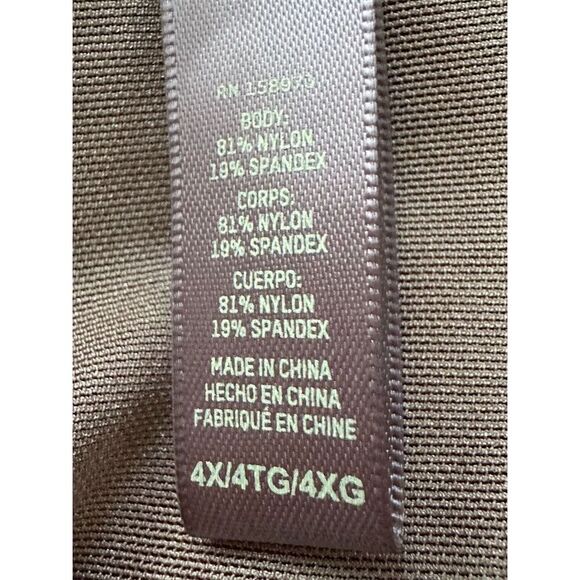 RN
BODY:
81% NYLON
19% SPANDEX
CORPS:
81% NYLON
19% SPANDEX
CUERPO:
81% NYLON
19% SPANDEX
MADE IN CHINA
HECHO EN CHINA
FABRIQUÉ EN CHINE
4X/4TG/4XG